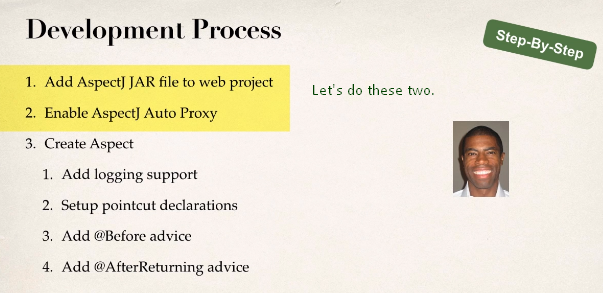 Development Process
Step-By-Step
1. Add AspectJ JAR file to web project
Let's do these two.
2. Enable AspectJ Auto Proxy
3. Create Aspect
1. Add logging support
2. Setup pointcut declarations
3. Add @Before advice
4. Add @AfterReturning advice